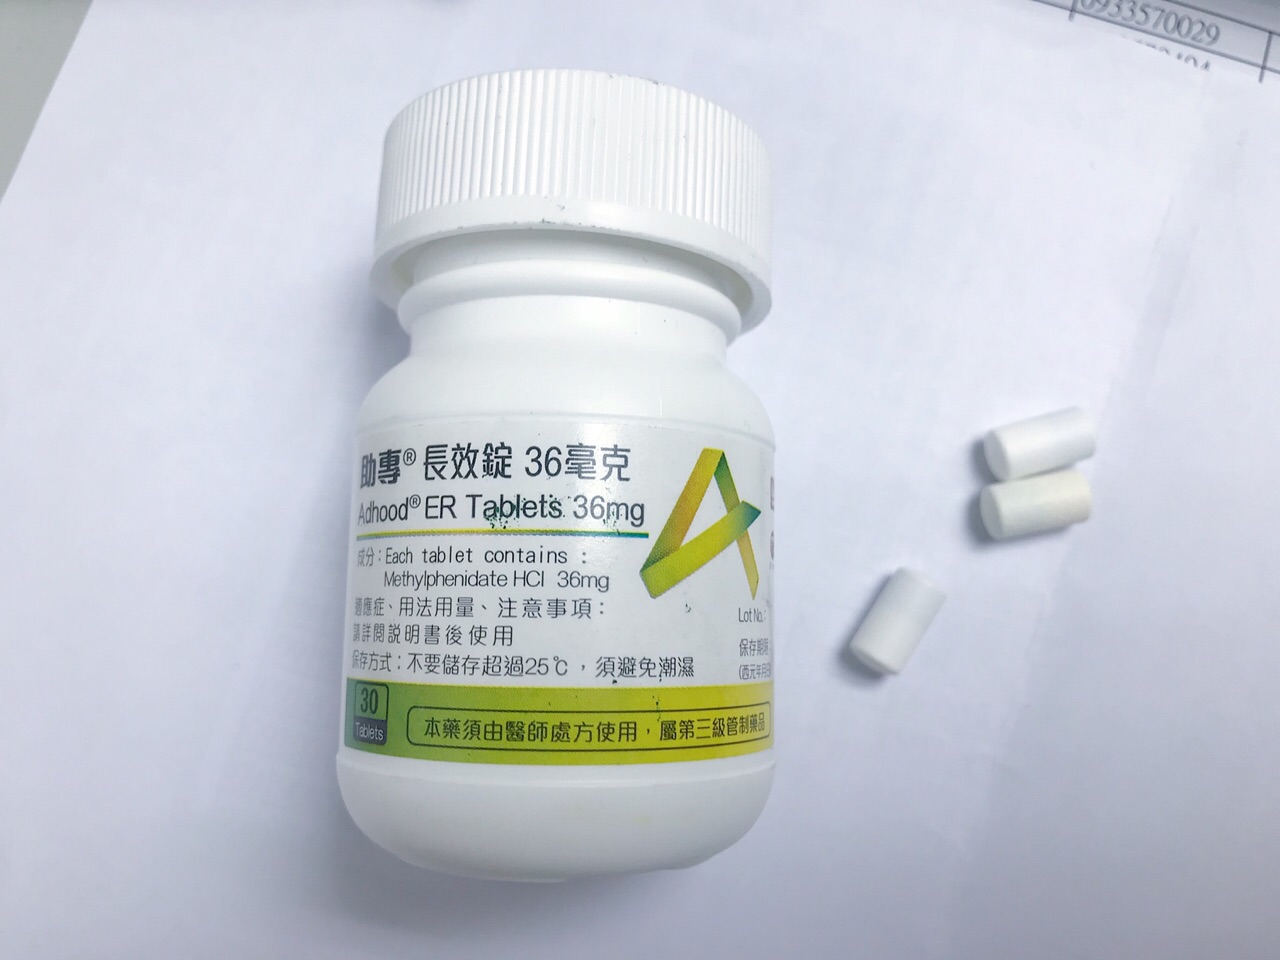 0933570029
助專® 長效錠 36毫克
Adhood® ER Tablets 36mg
成分：Each tablet contains：
Methylphenidate HCl 36mg
適應症、用法用量、注意事項：
請詳閱說明書後使用
保存方式：不要儲存超過25℃，須避免潮濕
Lot No.：
保存期限
(西元年月
30
Tablets
本藥須由醫師處方使用，屬第三級管制藥品